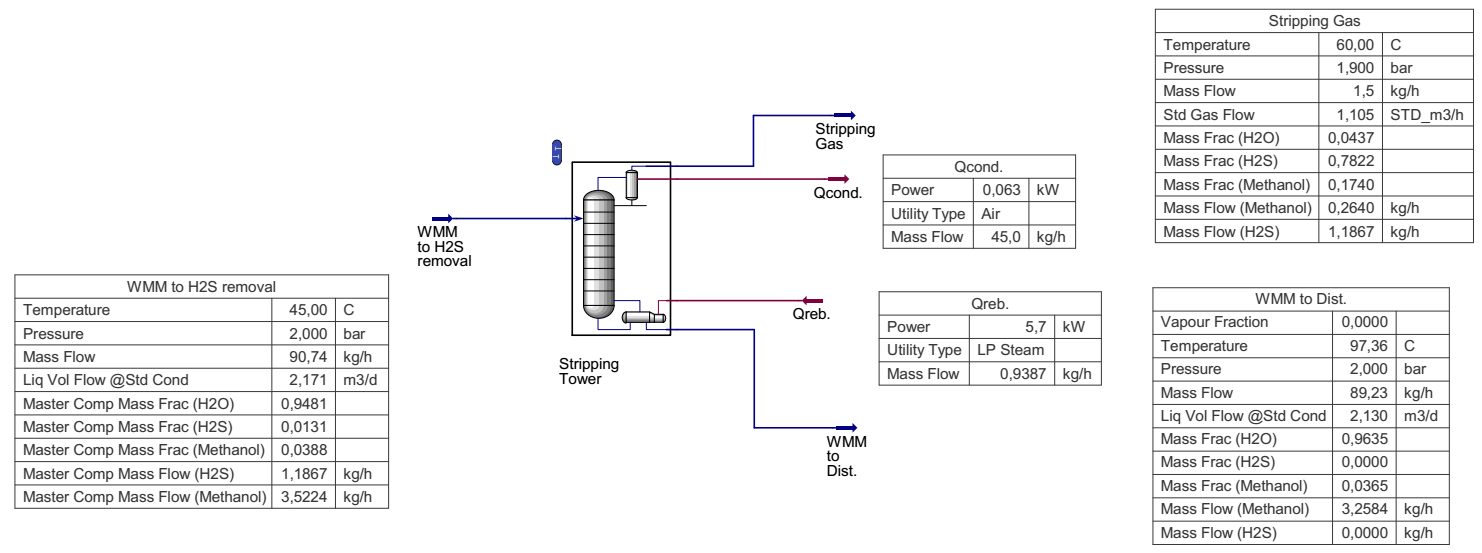 Stripping Gas
Temperature 60,00 C
Pressure 1,900 bar
Mass Flow 1,5 kg/h
Std Gas Flow 1,105 STD_m3/h
Mass Frac (H2O) 0,0437
Mass Frac (H2S) 0,7822
Mass Frac (Methanol) 0,1740
Mass Flow (Methanol) 0,2640 kg/h
Mass Flow (H2S) 1,1867 kg/h
Stripping
Gas
Qcond.
Qcond.
Power 0,063 kW
Utility Type Air
Mass Flow 45,0 kg/h
WMM
to H2S
removal
WMM to H2S removal
Temperature 45,00 C
Pressure 2,000 bar
Mass Flow 90,74 kg/h
Liq Vol Flow @Std Cond 2,171 m3/d
Master Comp Mass Frac (H2O) 0,9481
Master Comp Mass Frac (H2S) 0,0131
Master Comp Mass Frac (Methanol) 0,0388
Master Comp Mass Flow (H2S) 1,1867 kg/h
Master Comp Mass Flow (Methanol) 3,5224 kg/h
Stripping
Tower
Qreb.
Qreb.
Power 5,7 kW
Utility Type LP Steam
Mass Flow 0,9387 kg/h
WMM
to
Dist.
WMM to Dist.
Vapour Fraction 0,0000
Temperature 97,36 C
Pressure 2,000 bar
Mass Flow 89,23 kg/h
Liq Vol Flow @Std Cond 2,130 m3/d
Mass Frac (H2O) 0,9635
Mass Frac (H2S) 0,0000
Mass Frac (Methanol) 0,0365
Mass Flow (Methanol) 3,2584 kg/h
Mass Flow (H2S) 0,0000 kg/h